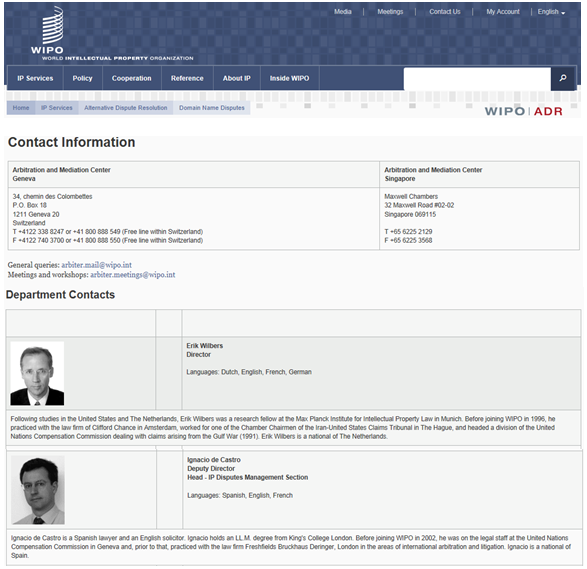 Media | Meetings | Contact Us | My Account | English
WIPO
WORLD INTELLECTUAL PROPERTY ORGANIZATION
IP Services Policy Cooperation Reference About IP Inside WIPO
Home IP Services Alternative Dispute Resolution Domain Name Disputes
WIPO | ADR
Contact Information
Arbitration and Mediation Center
Geneva
34, chemin des Colombettes
P.O. Box 18
1211 Geneva 20
Switzerland
T +4122 338 8247 or +41 800 888 549 (Free line within Switzerland)
F +4122 740 3700 or +41 800 888 550 (Free line within Switzerland)
Arbitration and Mediation Center
Singapore
Maxwell Chambers
32 Maxwell Road #02-02
Singapore 069115
T +65 6225 2129
F +65 6225 3568
General queries: arbiter.mail@wipo.int
Meetings and workshops: arbiter.meetings@wipo.int
Department Contacts
Erik Wilbers
Director
Languages: Dutch, English, French, German
Following studies in the United States and The Netherlands, Erik Wilbers was a research fellow at the Max Planck Institute for Intellectual Property Law in Munich. Before joining WIPO in 1996, he
practiced with the law firm of Clifford Chance in Amsterdam, worked for one of the Chamber Chairmen of the Iran-United States Claims Tribunal in The Hague, and headed a division of the United
Nations Compensation Commission dealing with claims arising from the Gulf War (1991). Erik Wilbers is a national of The Netherlands.
Ignacio de Castro
Deputy Director
Head - IP Disputes Management Section
Languages: Spanish, English, French
Ignacio de Castro is a Spanish lawyer and an English solicitor. Ignacio holds an LL.M. degree from King's College London. Before joining WIPO in 2002, he was on the legal staff at the United Nations
Compensation Commission in Geneva and, prior to that, practiced with the law firm Freshfields Bruckhaus Deringer, London in the areas of international arbitration and litigation. Ignacio is a national of
Spain.